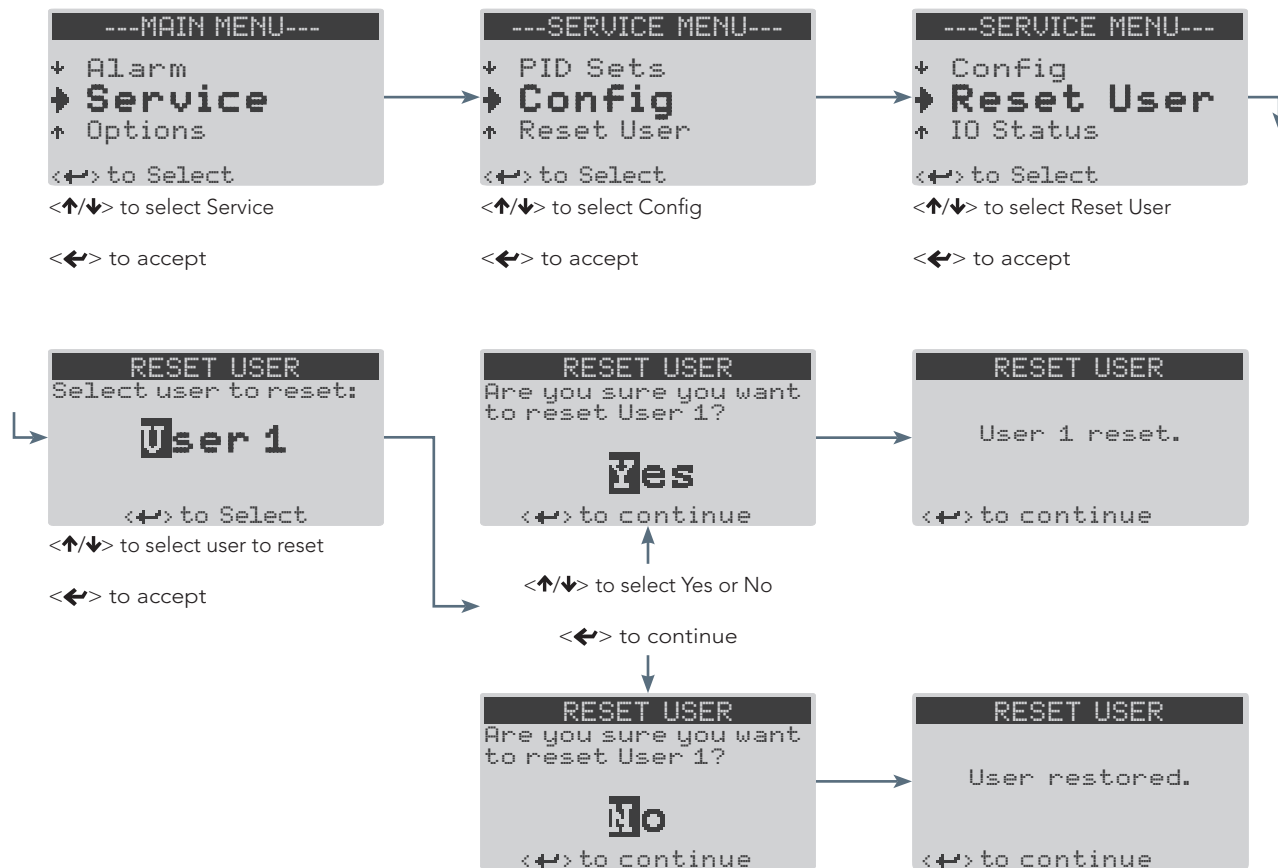 ---MAIN MENU---
↓ Alarm
→ Service
↑ Options
<↵> to Select
<↑/↓> to select Service
<↵> to accept
---SERVICE MENU---
↓ PID Sets
→ Config
↑ Reset User
<↵> to Select
<↑/↓> to select Config
<↵> to accept
---SERVICE MENU---
↓ Config
→ Reset User
↑ IO Status
<↵> to Select
<↑/↓> to select Reset User
<↵> to accept
RESET USER
Select user to reset:
User 1
<↵> to Select
<↑/↓> to select user to reset
<↵> to accept
RESET USER
Are you sure you want
to reset User 1?
Yes
<↵> to continue
RESET USER
User 1 reset.
<↵> to continue
<↑/↓> to select Yes or No
<↵> to continue
RESET USER
Are you sure you want
to reset User 1?
No
<↵> to continue
RESET USER
User restored.
<↵> to continue